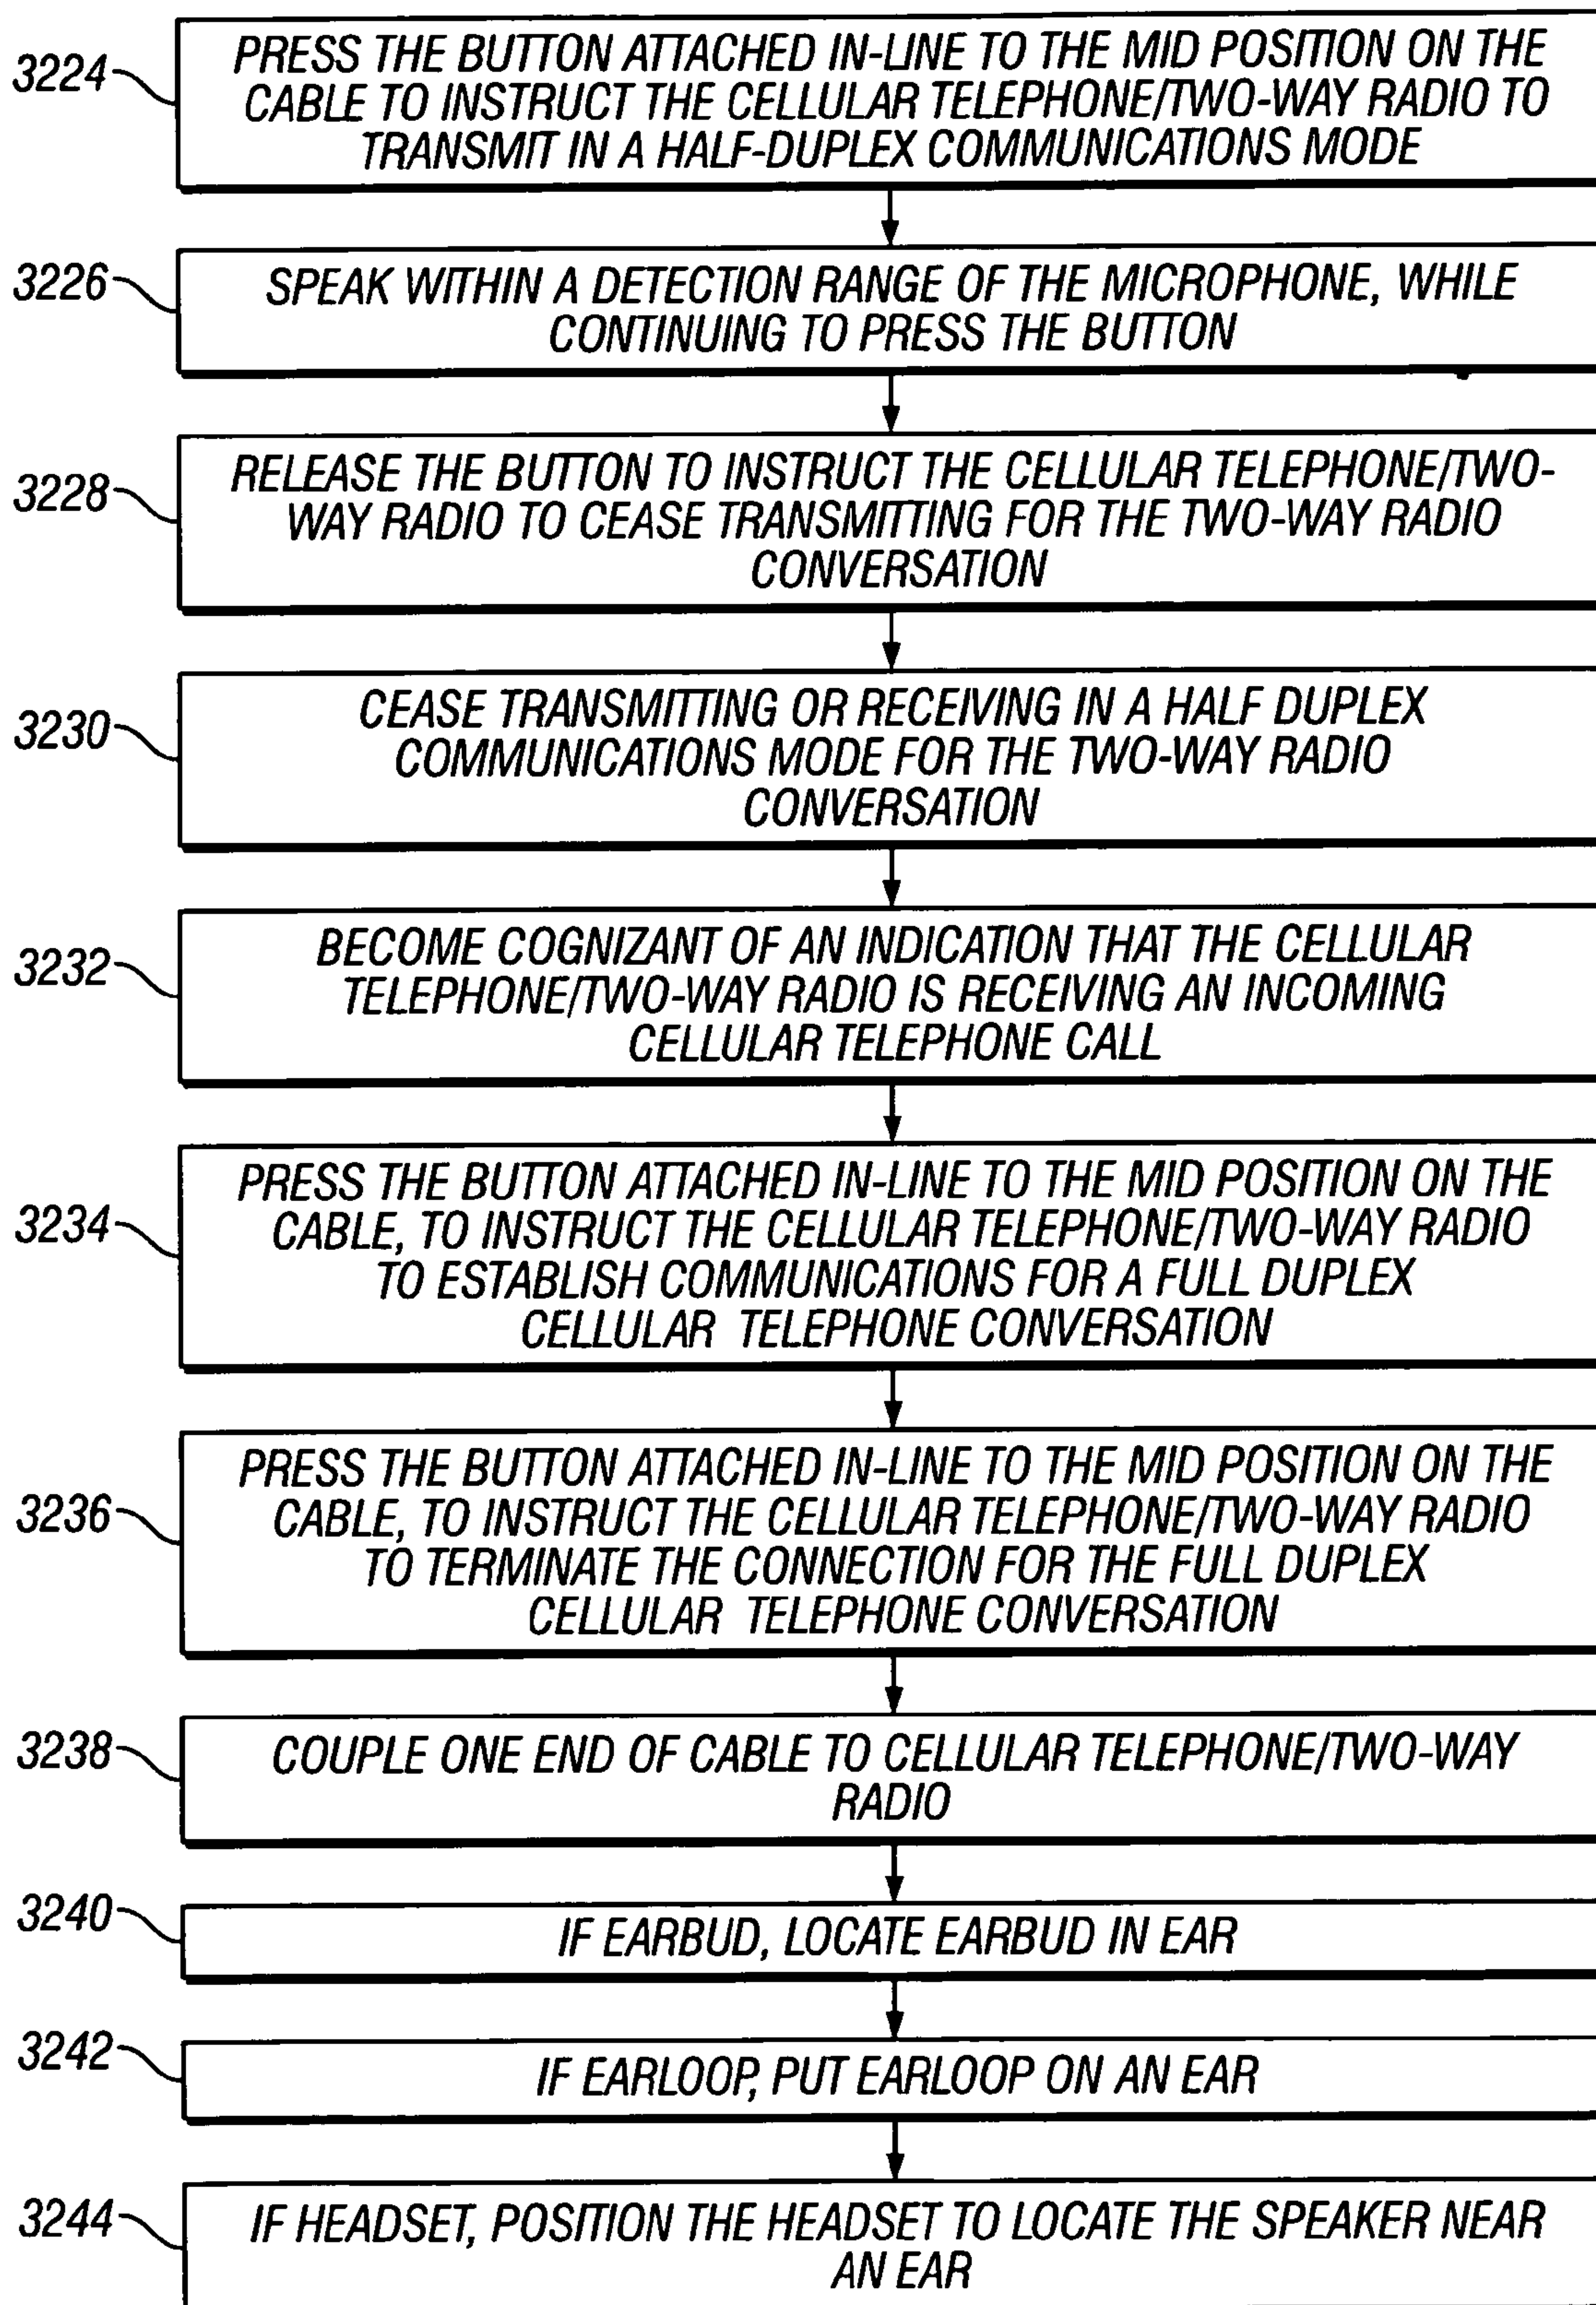 3224
PRESS THE BUTTON ATTACHED IN-LINE TO THE MID POSITION ON THE
CABLE TO INSTRUCT THE CELLULAR TELEPHONE/TWO-WAY RADIO TO
TRANSMIT IN A HALF-DUPLEX COMMUNICATIONS MODE
3226
SPEAK WITHIN A DETECTION RANGE OF THE MICROPHONE, WHILE
CONTINUING TO PRESS THE BUTTON
3228
RELEASE THE BUTTON TO INSTRUCT THE CELLULAR TELEPHONE/TWO-
WAY RADIO TO CEASE TRANSMITTING FOR THE TWO-WAY RADIO
CONVERSATION
3230
CEASE TRANSMITTING OR RECEIVING IN A HALF DUPLEX
COMMUNICATIONS MODE FOR THE TWO-WAY RADIO
CONVERSATION
3232
BECOME COGNIZANT OF AN INDICATION THAT THE CELLULAR
TELEPHONE/TWO-WAY RADIO IS RECEIVING AN INCOMING
CELLULAR TELEPHONE CALL
3234
PRESS THE BUTTON ATTACHED IN-LINE TO THE MID POSITION ON THE
CABLE, TO INSTRUCT THE CELLULAR TELEPHONE/TWO-WAY RADIO
TO ESTABLISH COMMUNICATIONS FOR A FULL DUPLEX
CELLULAR TELEPHONE CONVERSATION
3236
PRESS THE BUTTON ATTACHED IN-LINE TO THE MID POSITION ON THE
CABLE, TO INSTRUCT THE CELLULAR TELEPHONE/TWO-WAY RADIO
TO TERMINATE THE CONNECTION FOR THE FULL DUPLEX
CELLULAR TELEPHONE CONVERSATION
3238
COUPLE ONE END OF CABLE TO CELLULAR TELEPHONE/TWO-WAY
RADIO
3240
IF EARBUD, LOCATE EARBUD IN EAR
3242
IF EARLOOP, PUT EARLOOP ON AN EAR
3244
IF HEADSET, POSITION THE HEADSET TO LOCATE THE SPEAKER NEAR
AN EAR